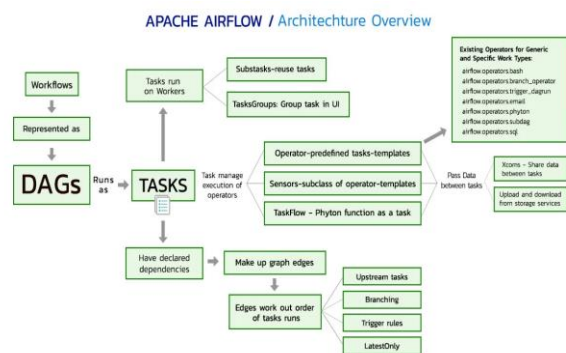 APACHE AIRFLOW / Architechture Overview
Workflows
Represented as
DAGs
Runs
as
TASKS
Tasks run
on Workers
Substasks-reuse tasks
TasksGroups: Group task in UI
Task manage
execution of
operators
Operator-predefined tasks-templates
Sensors-subclass of operator-templates
TaskFlow - Phyton function as a task
Existing Operators for Generic
and Specific Work Types
airflow.operators.bash
airflow.operators.branch_operator
airflow.operators.trigger_dagrun
airflow.operators.email
airflow.operators.phyton
airflow.operators.subdag
airflow.operators.sql
Pass Data
between tasks
Xcoms - Share data
between tasks
Upload and download
from storage services
Have declared
dependencies
Make up graph edges
Edges work out order
of tasks runs
Upstream tasks
Branching
Trigger rules
LatestOnly